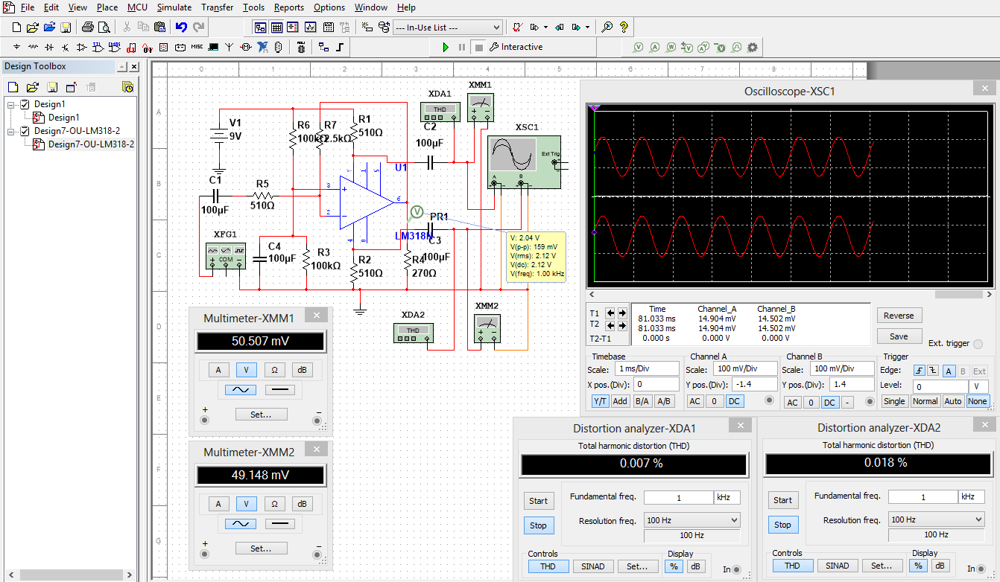 File Edit View Place MCU Simulate Transfer Tools Reports Options Window Help
--- In-Use List ---
Interactive
MISC
Design Toolbox
Design1
Design1
Design7-OU-LM318-2
Design7-OU-LM318-2
0 1 2 3 4 5 6 7 8
A
B
C
D
E
F
G
V1
9V
R6
100kΩ
R7
2.5kΩ
R1
510Ω
XDA1
THD
C2
100µF
XMM1
XSC1
Ext Trig
A B
U1
C1
100µF
R5
510Ω
3
2
7 1 5
6
4 8
LM318N
PR1
V
C3
100µF
V: 2.04 V
V(p-p): 159 mV
V(rms): 2.12 V
V(dc): 2.12 V
V(freq): 1.00 kHz
XFG1
COM
C4
100µF
R3
100kΩ
R2
510Ω
R4
270Ω
XDA2
THD
XMM2
Multimeter-XMM1
50.507 mV
A V Ω dB
Set...
+ −
Multimeter-XMM2
49.148 mV
A V Ω dB
Set...
+ −
Oscilloscope-XSC1
T1
T2
T2-T1
Time Channel_A Channel_B
81.033 ms 14.904 mV 14.502 mV
81.033 ms 14.904 mV 14.502 mV
0.000 s 0.000 V 0.000 V
Reverse
Save
Ext. trigger
Timebase
Scale: 1 ms/Div
X pos.(Div): 0
Y/T Add B/A A/B
Channel A
Scale: 100 mV/Div
Y pos.(Div): -1.4
AC 0 DC
Channel B
Scale: 100 mV/Div
Y pos.(Div): 1.4
AC 0 DC -
Trigger
Edge: A B Ext
Level: 0 V
Single Normal Auto None
Distortion analyzer-XDA1
Total harmonic distortion (THD)
0.007 %
Start
Stop
Fundamental freq. 1 kHz
Resolution freq. 100 Hz
100 Hz
Controls
THD SINAD Set...
Display
% dB
In
Distortion analyzer-XDA2
Total harmonic distortion (THD)
0.018 %
Start
Stop
Fundamental freq. 1 kHz
Resolution freq. 100 Hz
100 Hz
Controls
THD SINAD Set...
Display
% dB
In